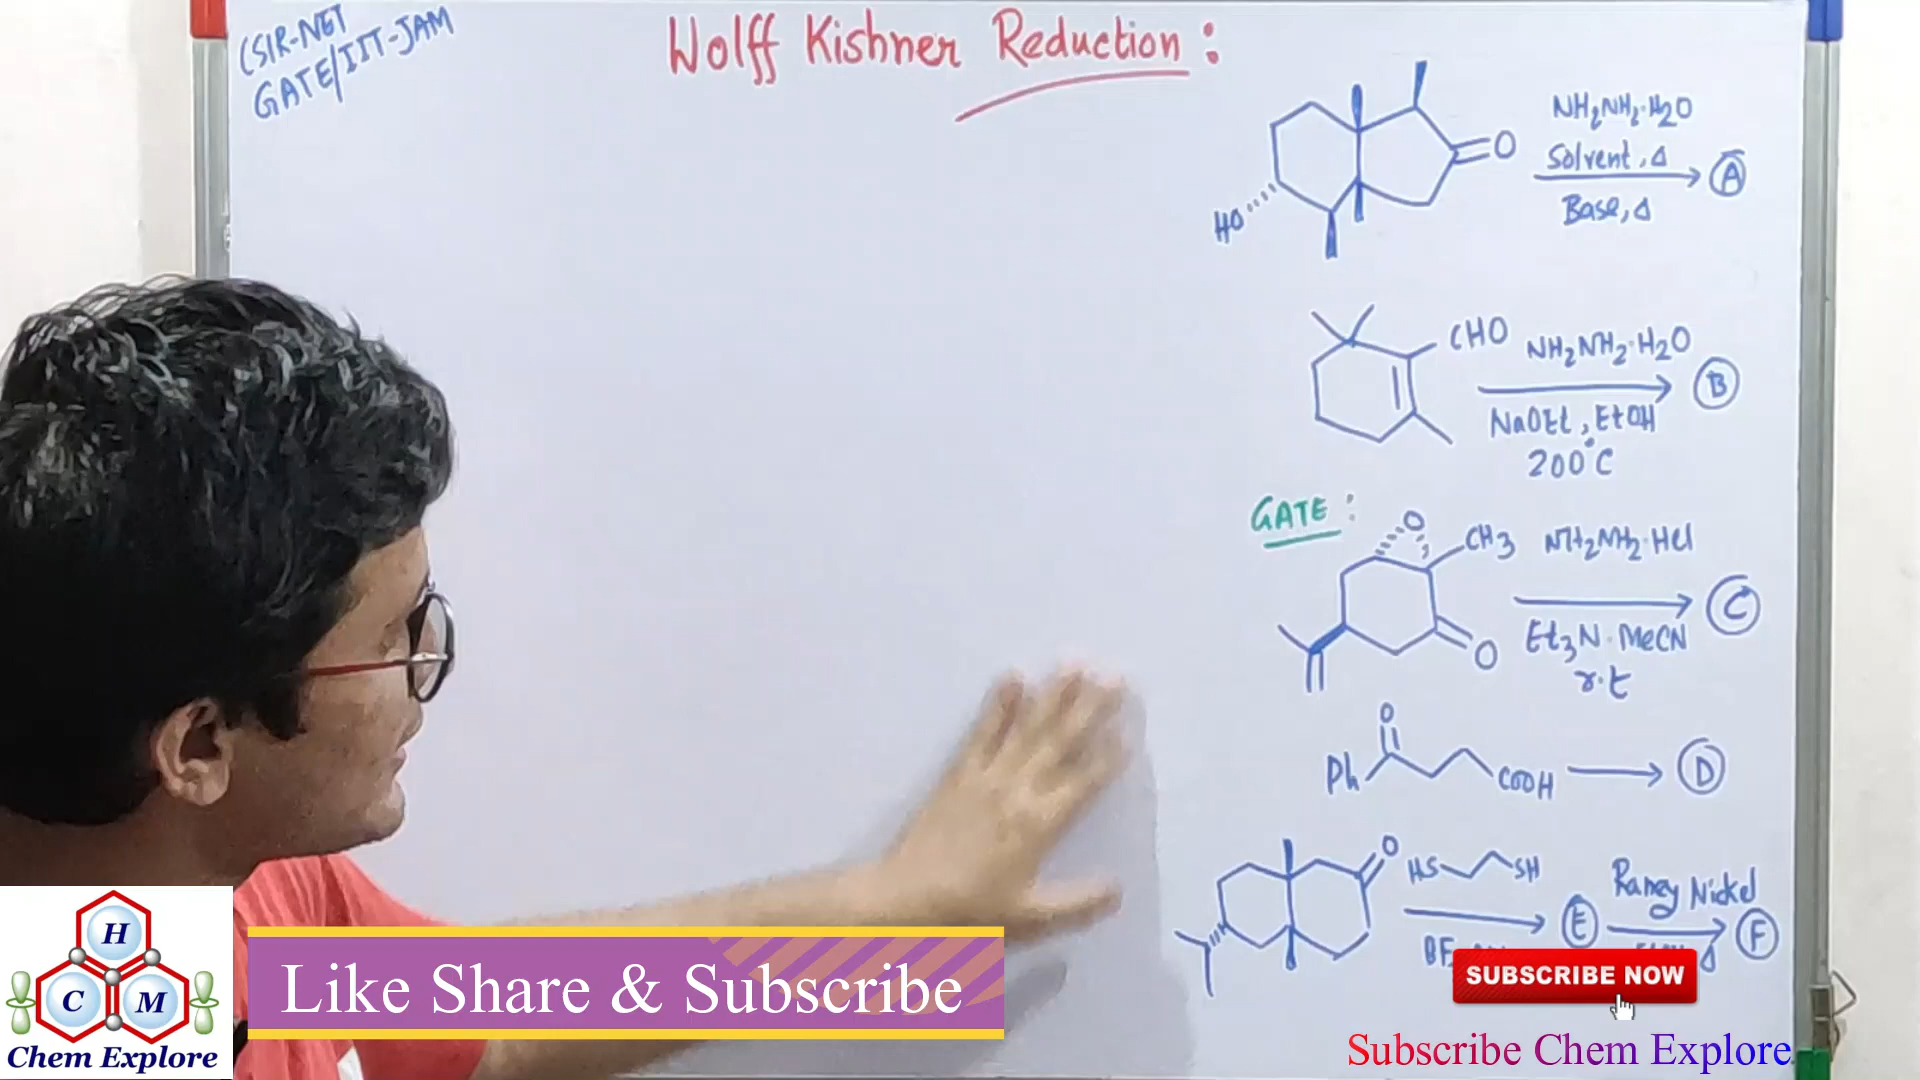 CSIR-NET
GATE/IIT-JAM
Wolff Kishner Reduction :
HO
O
NH2NH2·H2O
Solvent, Δ
Base, Δ
A
CHO
NH2NH2·H2O
NaOEt, EtOH
200°C
B
GATE :
O
CH3
O
NH2NH2·HCl
Et3N·MeCN
r.t
C
O
Ph
COOH
D
O
H
HS
SH
BF3
E
Raney Nickel
Δ
F
H
C
M
Chem Explore
Like Share & Subscribe
SUBSCRIBE NOW
Subscribe Chem Explore